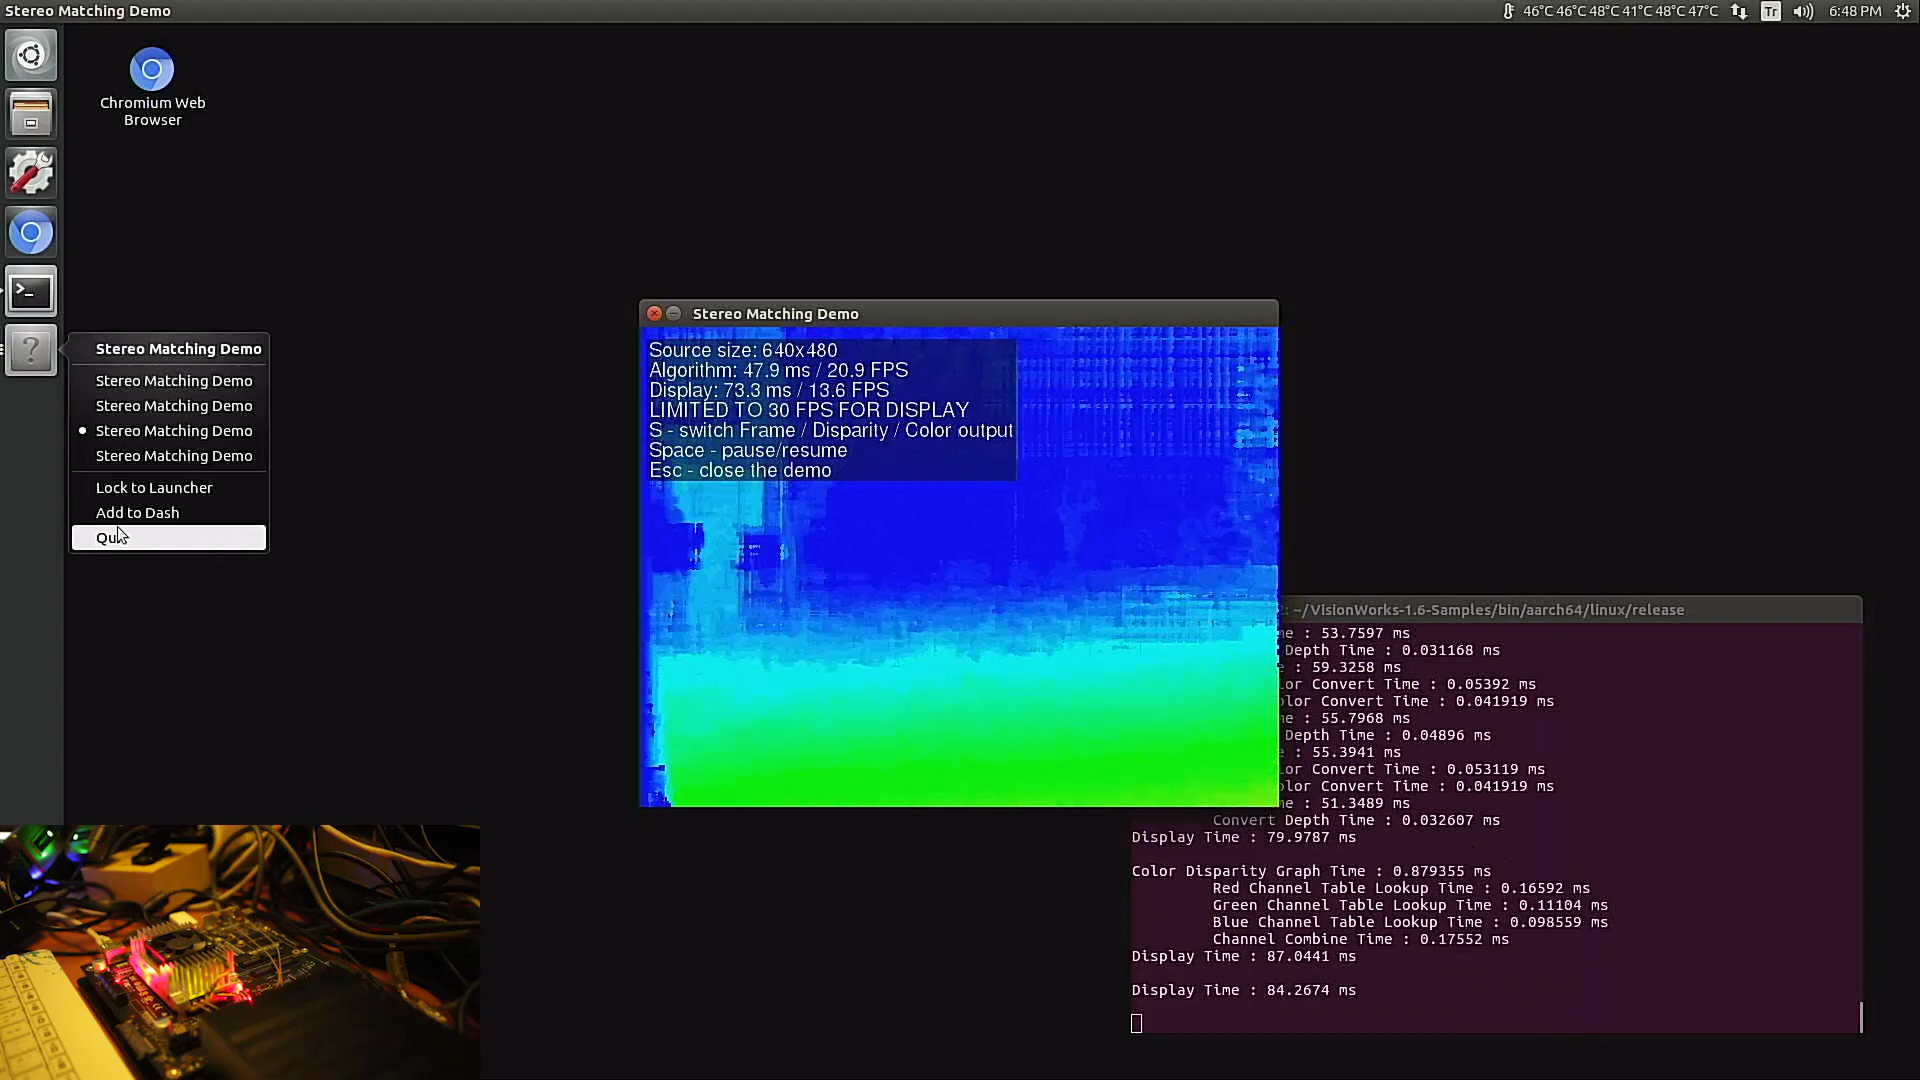 Stereo Matching Demo
46°C 46°C 48°C 41°C 48°C 47°C
Tr
6:48 PM
Chromium Web
Browser
Stereo Matching Demo
Stereo Matching Demo
Stereo Matching Demo
Stereo Matching Demo
Stereo Matching Demo
Lock to Launcher
Add to Dash
Stereo Matching Demo
Source size: 640x480
Algorithm: 47.9 ms / 20.9 FPS
Display: 73.3 ms / 13.6 FPS
LIMITED TO 30 FPS FOR DISPLAY
S - switch Frame / Disparity / Color output
Space - pause/resume
Esc - close the demo
: ~/VisionWorks-1.6-Samples/bin/aarch64/linux/release
me : 53.7597 ms
Depth Time : 0.031168 ms
e : 59.3258 ms
lor Convert Time : 0.05392 ms
olor Convert Time : 0.041919 ms
me : 55.7968 ms
Depth Time : 0.04896 ms
e : 55.3941 ms
lor Convert Time : 0.053119 ms
olor Convert Time : 0.041919 ms
me : 51.3489 ms
Convert Depth Time : 0.032607 ms
Display Time : 79.9787 ms
Color Disparity Graph Time : 0.879355 ms
Red Channel Table Lookup Time : 0.16592 ms
Green Channel Table Lookup Time : 0.11104 ms
Blue Channel Table Lookup Time : 0.098559 ms
Channel Combine Time : 0.17552 ms
Display Time : 87.0441 ms
Display Time : 84.2674 ms